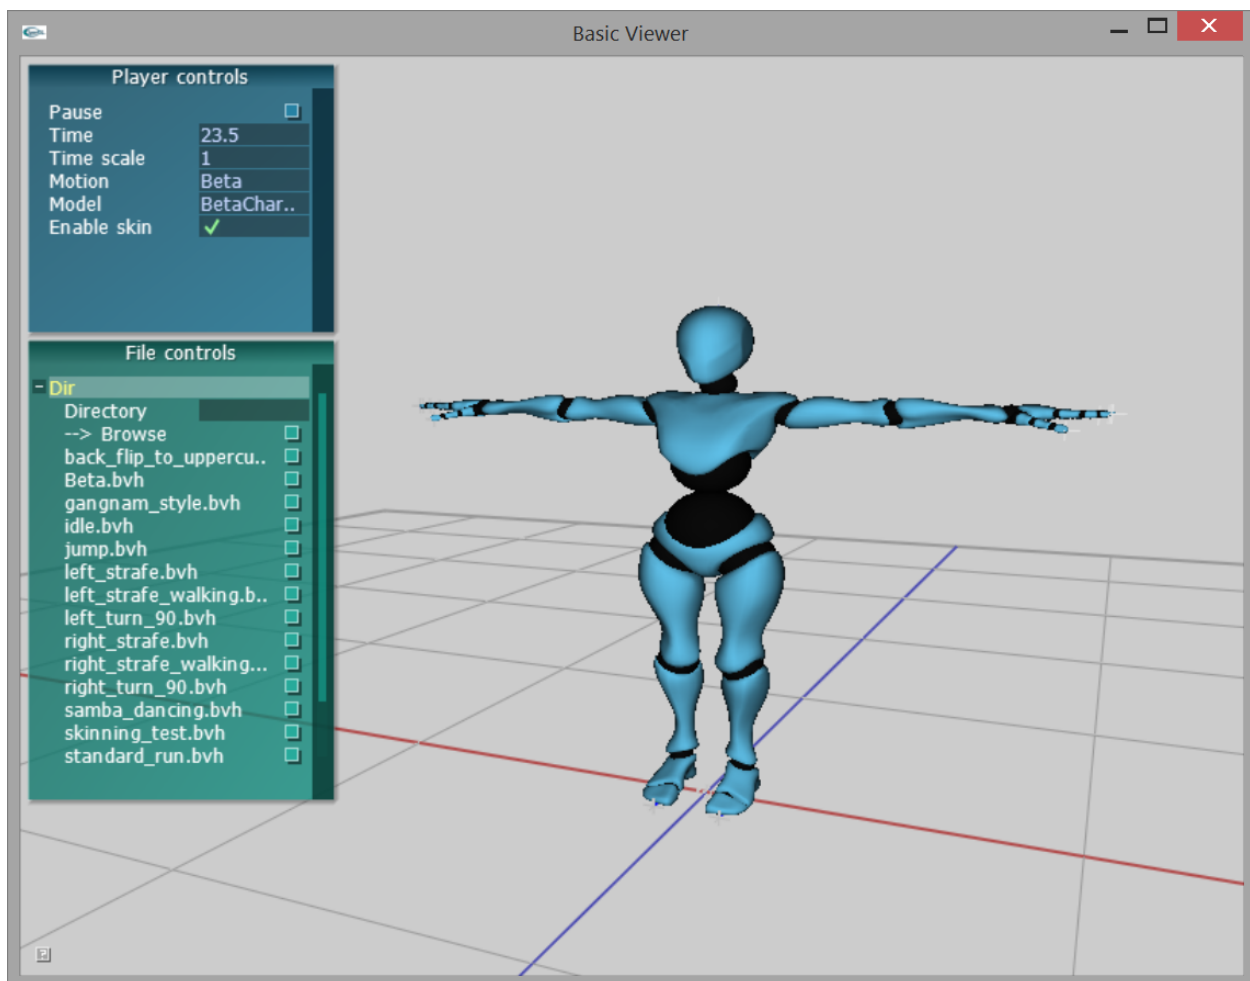 Basic Viewer
Player controls
Pause
Time 23.5
Time scale 1
Motion Beta
Model BetaChar..
Enable skin
File controls
Dir
Directory
--> Browse
back_flip_to_uppercu..
Beta.bvh
gangnam_style.bvh
idle.bvh
jump.bvh
left_strafe.bvh
left_strafe_walking.b..
left_turn_90.bvh
right_strafe.bvh
right_strafe_walking...
right_turn_90.bvh
samba_dancing.bvh
skinning_test.bvh
standard_run.bvh
?